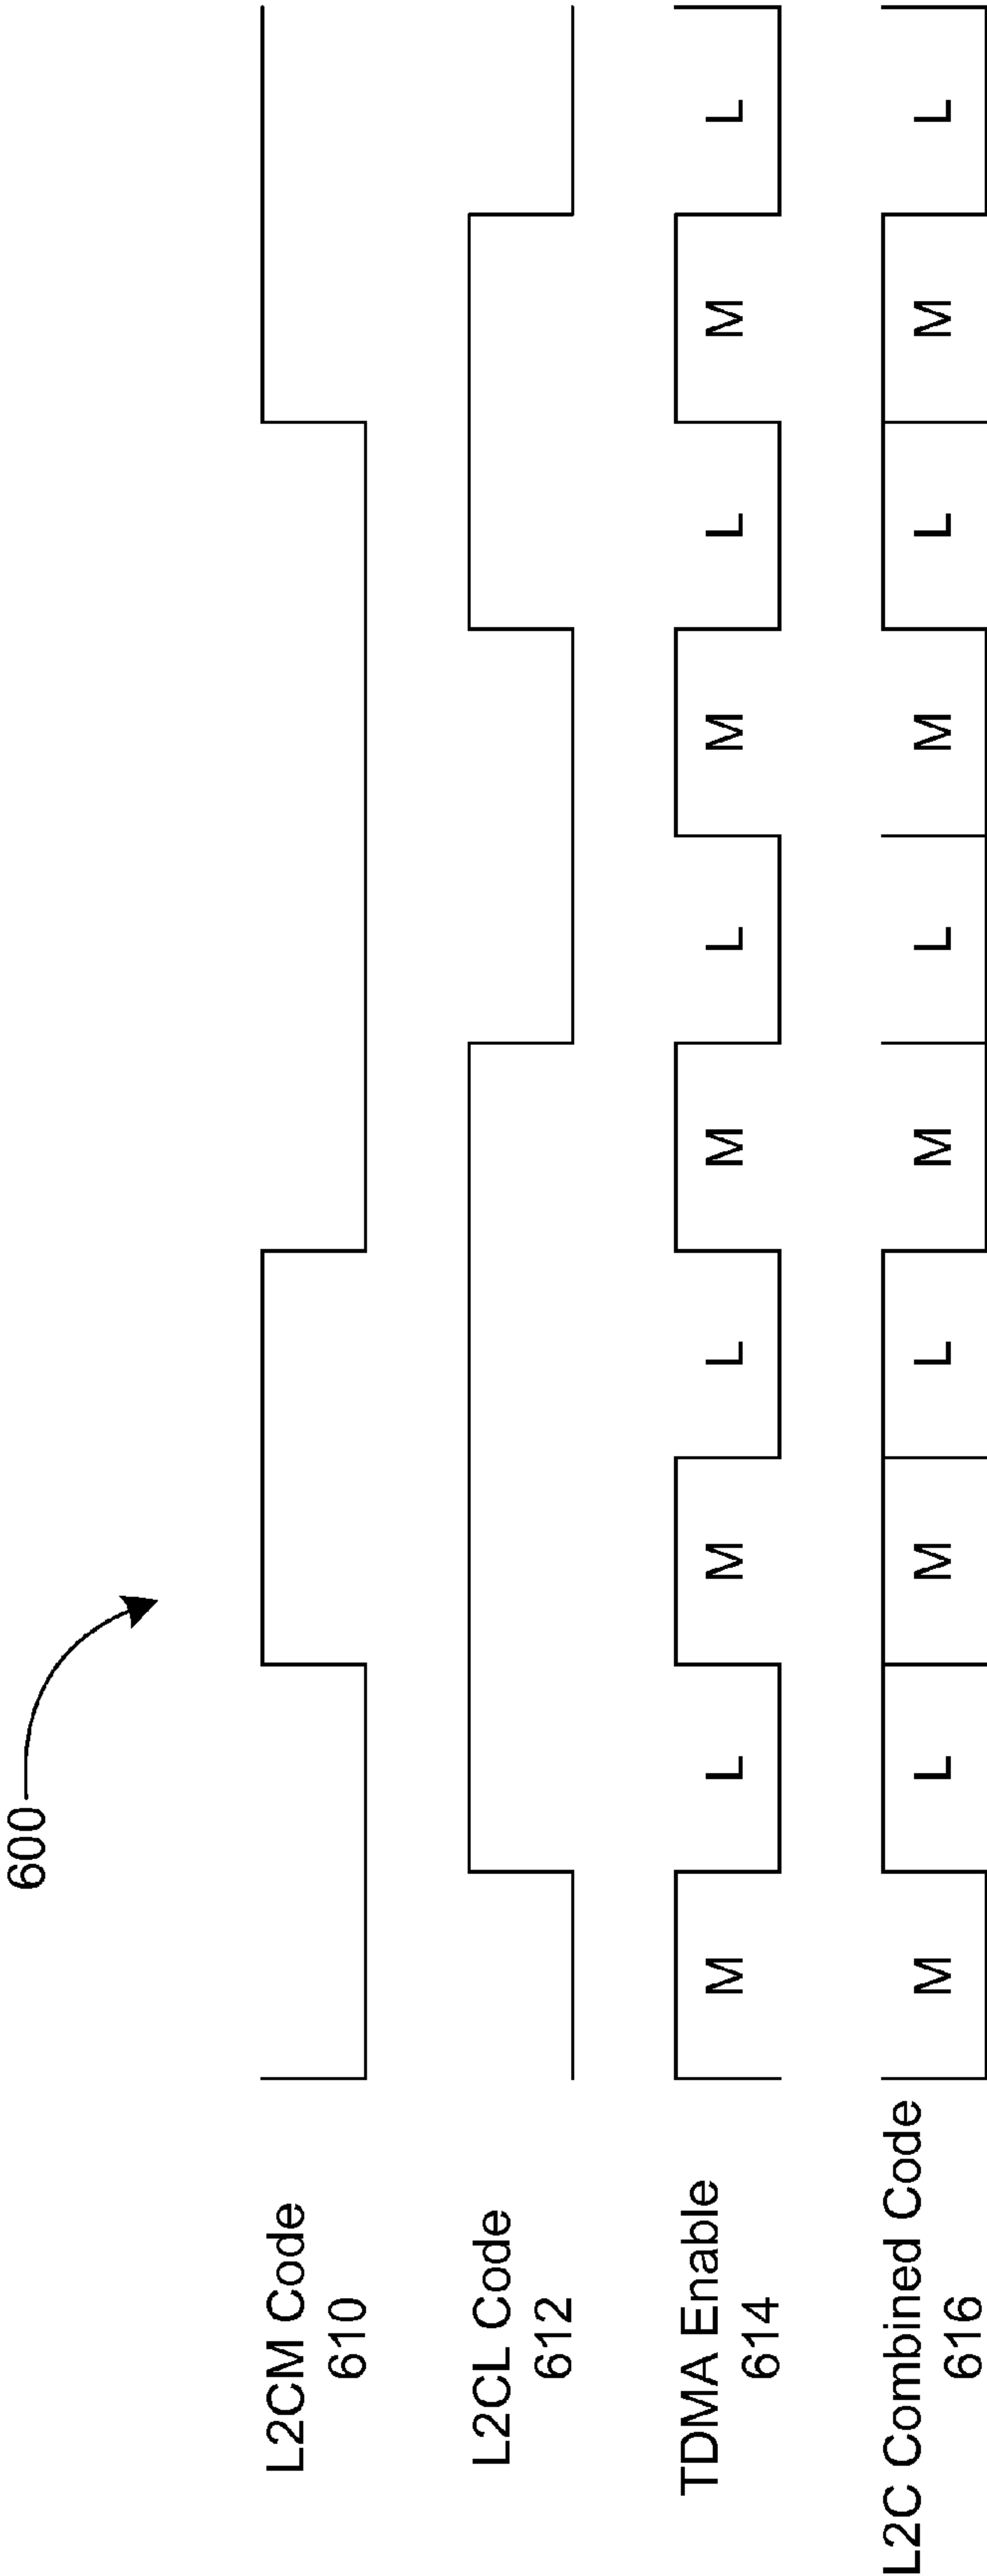 600
L2CM Code
610
L2CL Code
612
TDMA Enable
614
M L M L M L M L M L
L2C Combined Code
616
M L M L M L M L M L